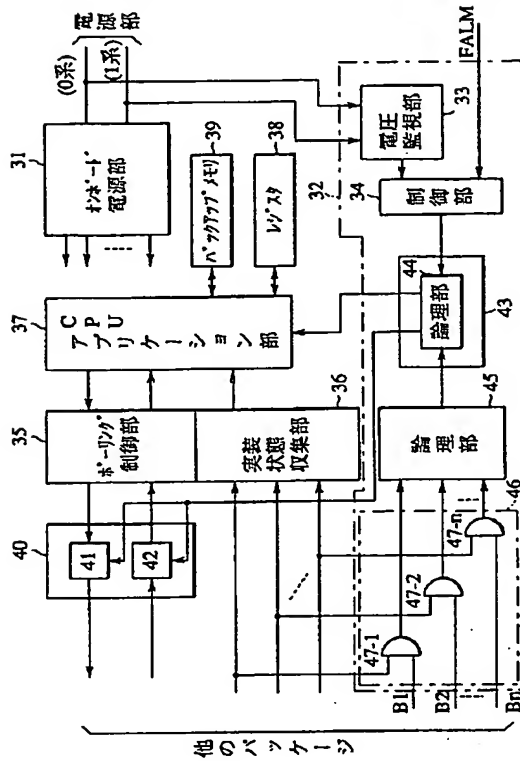 電源部
(0系)
(1系)
31
オンボード
電源部
39
バックアップメモリ
38
レジスタ
37
CPU
アプリケーション部
35
ポーリング
制御部
36
実装
状態
収集部
40
41
42
32
33
電圧
監視部
34
制御部
FALM
43
44
論理部
45
論理部
46
47-1
47-2
47-n
B1
B2
Bn
他のパッケージ